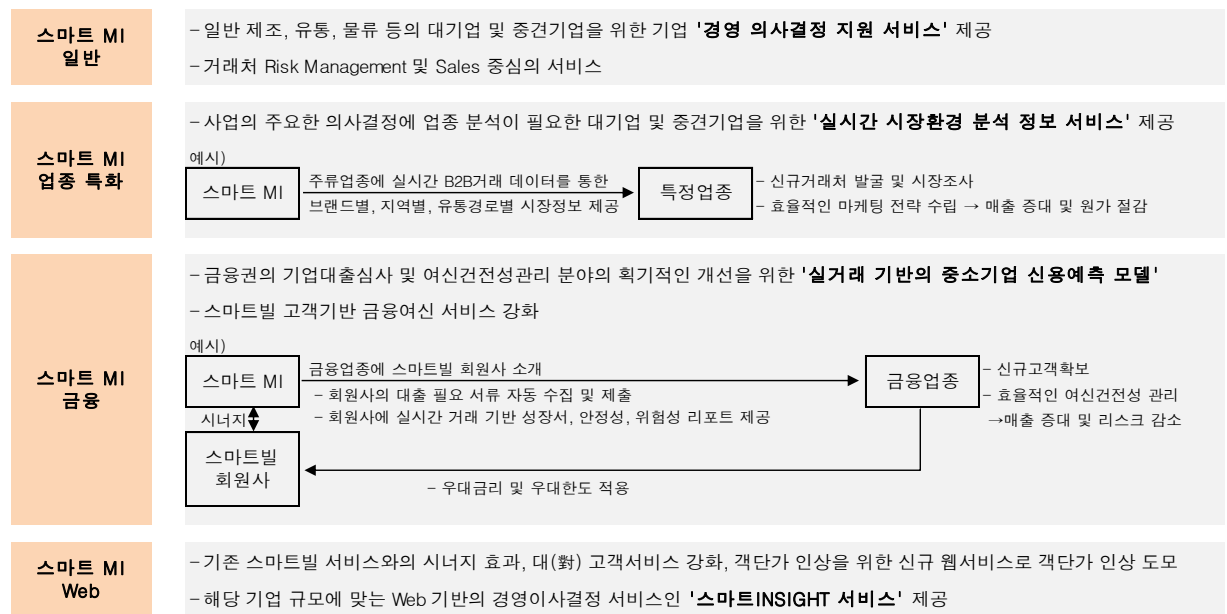 스마트 MI
일반
- 일반 제조, 유통, 물류 등의 대기업 및 중견기업을 위한 기업 '경영 의사결정 지원 서비스' 제공
- 거래처 Risk Management 및 Sales 중심의 서비스
스마트 MI
업종 특화
- 사업의 주요한 의사결정에 업종 분석이 필요한 대기업 및 중견기업을 위한 '실시간 시장환경 분석 정보 서비스' 제공
예시)
스마트 MI
주류업종에 실시간 B2B거래 데이터를 통한
브랜드별, 지역별, 유통경로별 시장정보 제공
특정업종
- 신규거래처 발굴 및 시장조사
- 효율적인 마케팅 전략 수립 → 매출 증대 및 원가 절감
스마트 MI
금융
- 금융권의 기업대출심사 및 여신건전성관리 분야의 획기적인 개선을 위한 '실거래 기반의 중소기업 신용예측 모델'
- 스마트빌 고객기반 금융여신 서비스 강화
예시)
스마트 MI
금융업종에 스마트빌 회원사 소개
- 회원사의 대출 필요 서류 자동 수집 및 제출
- 회원사에 실시간 거래 기반 성장서, 안정성, 위험성 리포트 제공
금융업종
- 신규고객확보
- 효율적인 여신건전성 관리
→매출 증대 및 리스크 감소
시너지
스마트빌
회원사
- 우대금리 및 우대한도 적용
스마트 MI
Web
- 기존 스마트빌 서비스와의 시너지 효과, 대(對) 고객서비스 강화, 객단가 인상을 위한 신규 웹서비스로 객단가 인상 도모
- 해당 기업 규모에 맞는 Web 기반의 경영이사결정 서비스인 '스마트INSIGHT 서비스' 제공